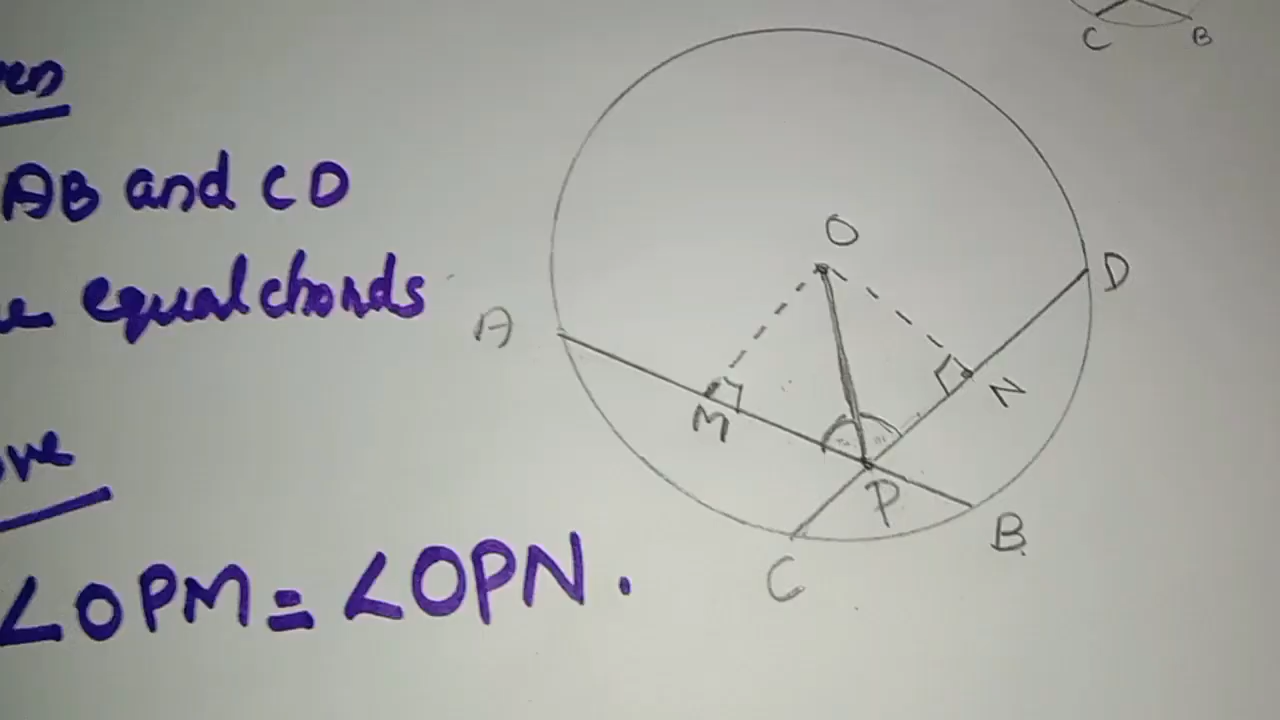 AB and CD
equal chords
∠OPM = ∠OPN.
C B
O
D
A
M
N
P
B
C